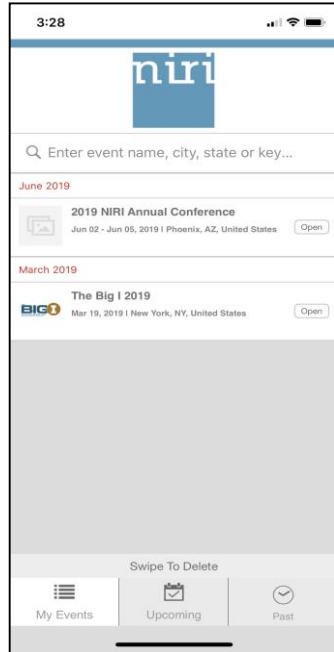 3:28
niri
Enter event name, city, state or key...
June 2019
2019 NIRI Annual Conference
Jun 02 - Jun 05, 2019 I Phoenix, AZ, United States
Open
March 2019
BIG I
The Big I 2019
Mar 19, 2019 I New York, NY, United States
Open
Swipe To Delete
My Events
Upcoming
Past